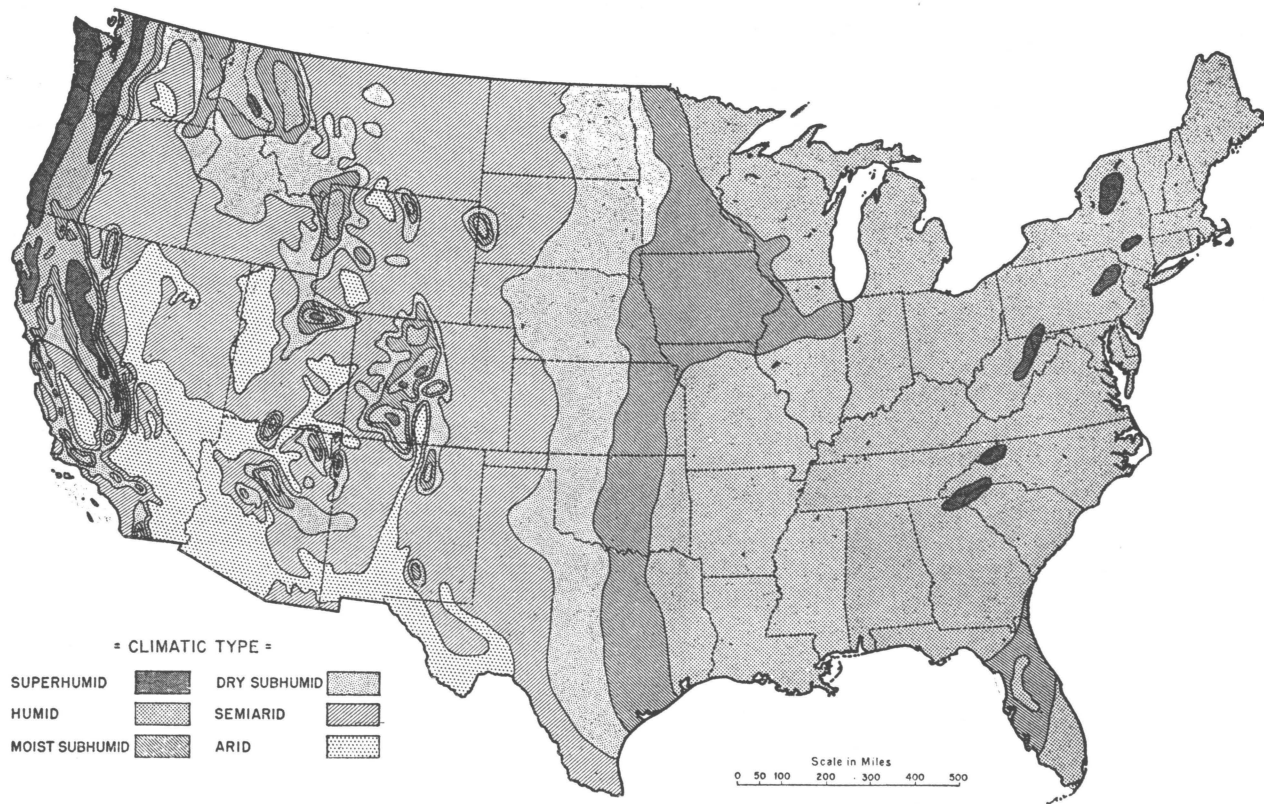 = CLIMATIC TYPE =
SUPERHUMID
DRY SUBHUMID
HUMID
SEMIARID
MOIST SUBHUMID
ARID
Scale in Miles
0 50 100 200 300 400 500